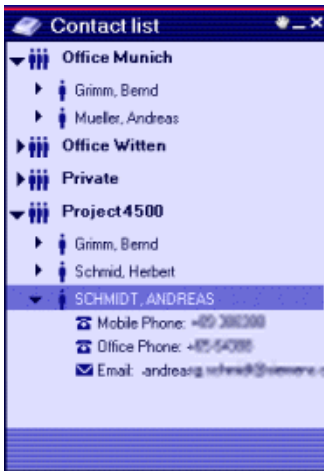 Contact list
Office Munich
Grimm, Bernd
Mueller, Andreas
Office Witten
Private
Project4500
Grimm, Bernd
Schmid, Herbert
SCHMIDT, ANDREAS
Mobile Phone:
Office Phone:
Email: